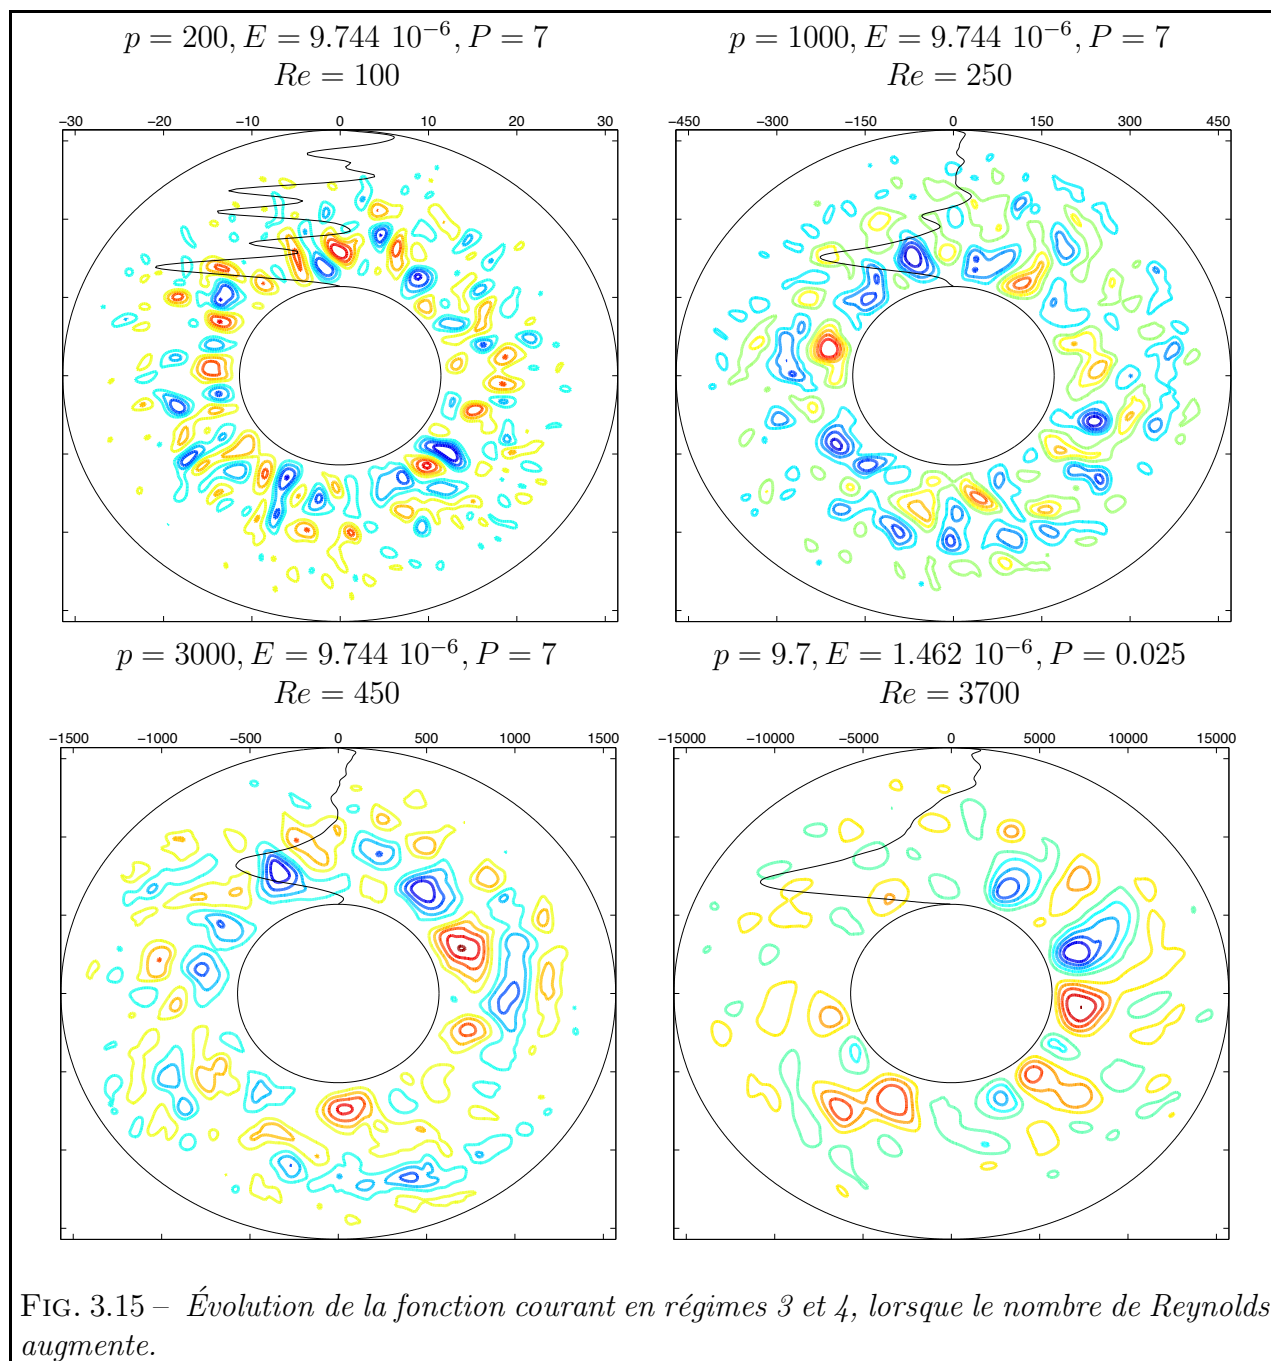 p = 200, E = 9.744 10⁻⁶, P = 7
Re = 100
−30 −20 −10 0 10 20 30
p = 1000, E = 9.744 10⁻⁶, P = 7
Re = 250
−450 −300 −150 0 150 300 450
p = 3000, E = 9.744 10⁻⁶, P = 7
Re = 450
−1500 −1000 −500 0 500 1000 1500
p = 9.7, E = 1.462 10⁻⁶, P = 0.025
Re = 3700
−15000 −10000 −5000 0 5000 10000 15000
FIG. 3.15 – Évolution de la fonction courant en régimes 3 et 4, lorsque le nombre de Reynolds
augmente.